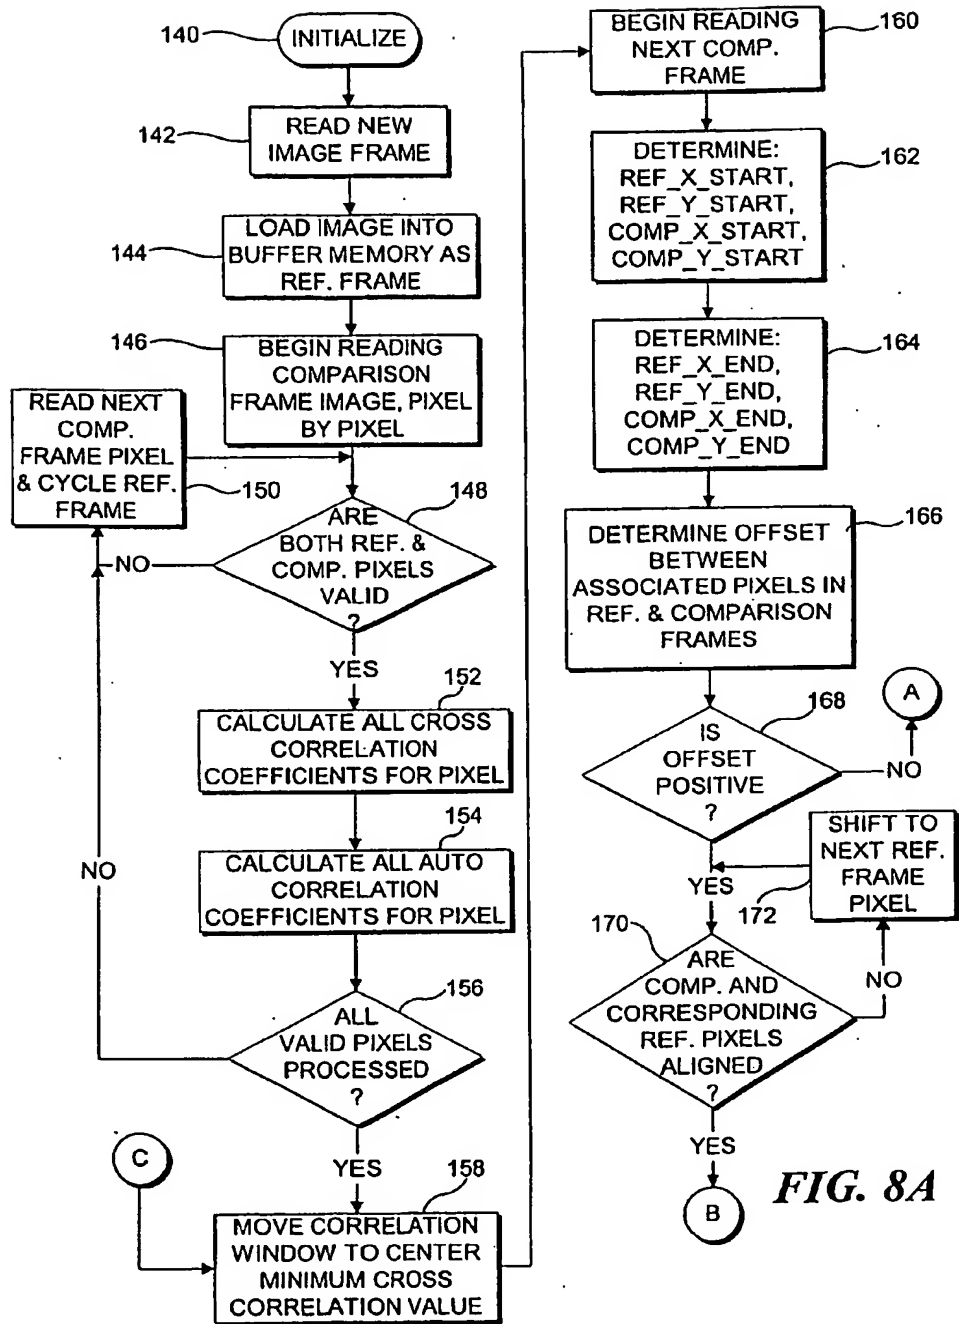 140
INITIALIZE
142
READ NEW
IMAGE FRAME
144
LOAD IMAGE INTO
BUFFER MEMORY AS
REF. FRAME
146
BEGIN READING
COMPARISON
FRAME IMAGE, PIXEL
BY PIXEL
READ NEXT
COMP.
FRAME PIXEL
& CYCLE REF.
FRAME
150
148
ARE
BOTH REF. &
COMP. PIXELS
VALID
?
NO
YES
152
CALCULATE ALL CROSS
CORRELATION
COEFFICIENTS FOR PIXEL
154
CALCULATE ALL AUTO
CORRELATION
COEFFICIENTS FOR PIXEL
NO
156
ALL
VALID PIXELS
PROCESSED
?
YES
C
158
MOVE CORRELATION
WINDOW TO CENTER
MINIMUM CROSS
CORRELATION VALUE
160
BEGIN READING
NEXT COMP.
FRAME
162
DETERMINE:
REF_X_START,
REF_Y_START,
COMP_X_START,
COMP_Y_START
164
DETERMINE:
REF_X_END,
REF_Y_END,
COMP_X_END,
COMP_Y_END
166
DETERMINE OFFSET
BETWEEN
ASSOCIATED PIXELS IN
REF. & COMPARISON
FRAMES
168
IS
OFFSET
POSITIVE
?
NO
A
YES
SHIFT TO
NEXT REF.
FRAME
PIXEL
172
170
ARE
COMP. AND
CORRESPONDING
REF. PIXELS
ALIGNED
?
NO
YES
B
FIG. 8A